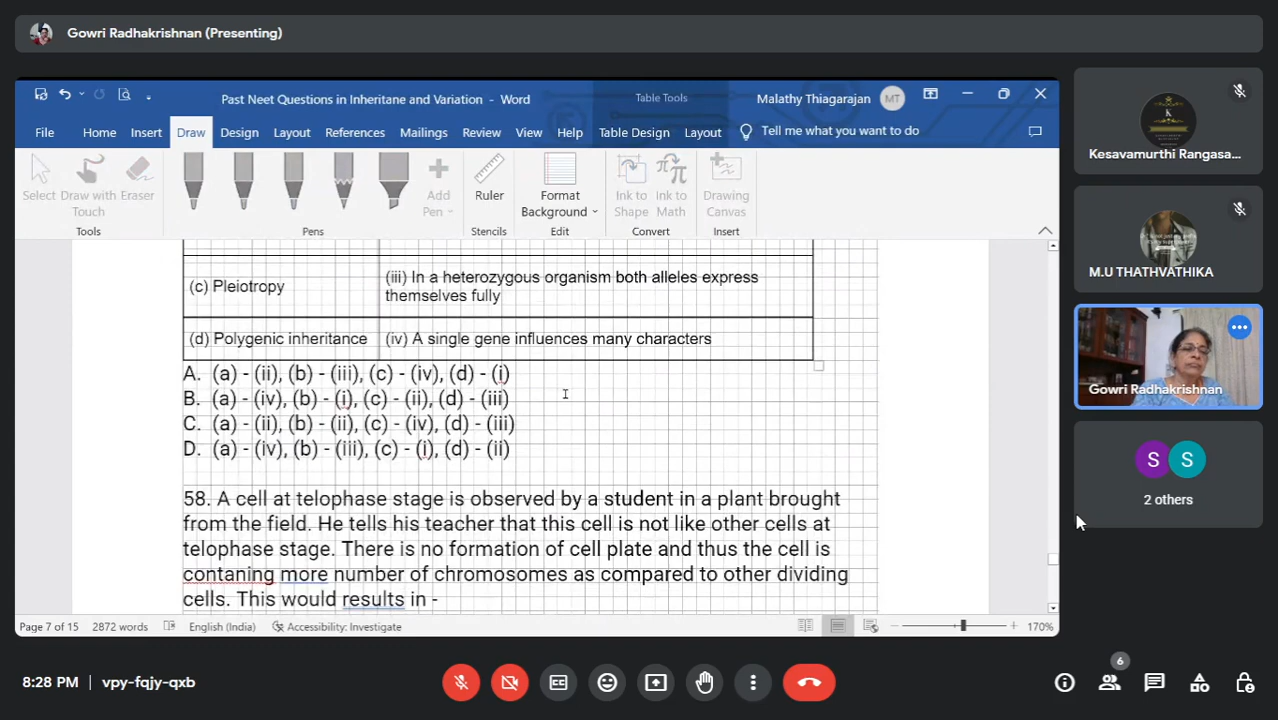 Gowri Radhakrishnan (Presenting)
Past Neet Questions in Inheritane and Variation - Word
Table Tools
Malathy Thiagarajan
MT
File Home Insert Draw Design Layout References Mailings Review View Help Table Design Layout Tell me what you want to do
Select
Draw with Touch
Eraser
Add Pen
Ruler
Format Background
Ink to Shape
Ink to Math
Drawing Canvas
Tools
Pens
Stencils
Edit
Convert
Insert
(c) Pleiotropy
(iii) In a heterozygous organism both alleles express
themselves fully
(d) Polygenic inheritance
(iv) A single gene influences many characters
A. (a) - (ii), (b) - (iii), (c) - (iv), (d) - (i)
B. (a) - (iv), (b) - (i), (c) - (ii), (d) - (iii)
C. (a) - (ii), (b) - (ii), (c) - (iv), (d) - (iii)
D. (a) - (iv), (b) - (iii), (c) - (i), (d) - (ii)
58. A cell at telophase stage is observed by a student in a plant brought
from the field. He tells his teacher that this cell is not like other cells at
telophase stage. There is no formation of cell plate and thus the cell is
contaning more number of chromosomes as compared to other dividing
cells. This would results in -
Page 7 of 15
2872 words
English (India)
Accessibility: Investigate
170%
K
Kesavamurthi Rangasa...
M.U THATHVATHIKA
Gowri Radhakrishnan
S
S
2 others
8:28 PM | vpy-fqjy-qxb
CC
6